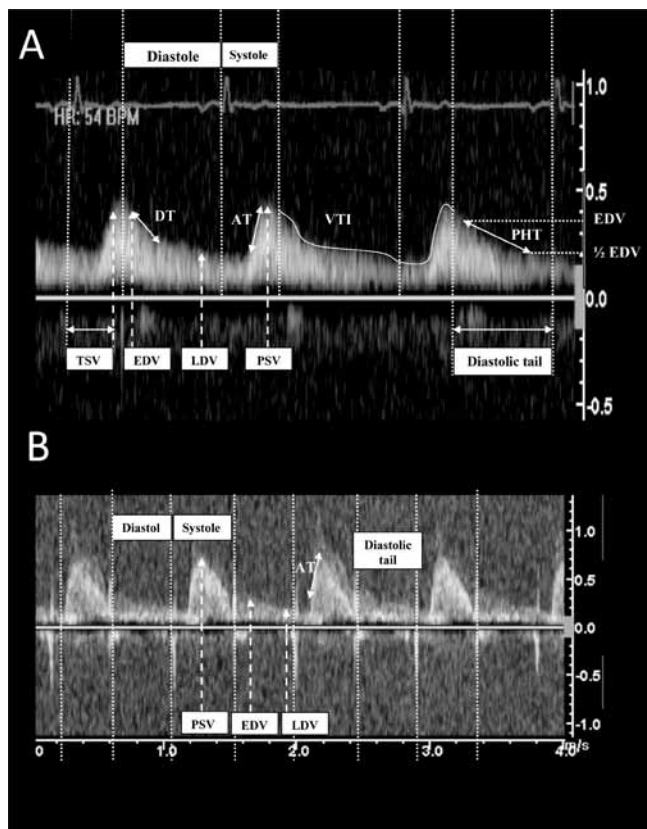 A
Diastole
Systole
1.0
HR: 54 BPM
0.5
DT
AT
VTI
EDV
PHT
½ EDV
0.0
TSV
EDV
LDV
PSV
Diastolic tail
-0.5
B
Diastol
Systole
1.0
Diastolic
tail
AT
0.5
0.0
-0.5
PSV
EDV
LDV
-1.0
0
1.0
2.0
3.0
4.0
m/s